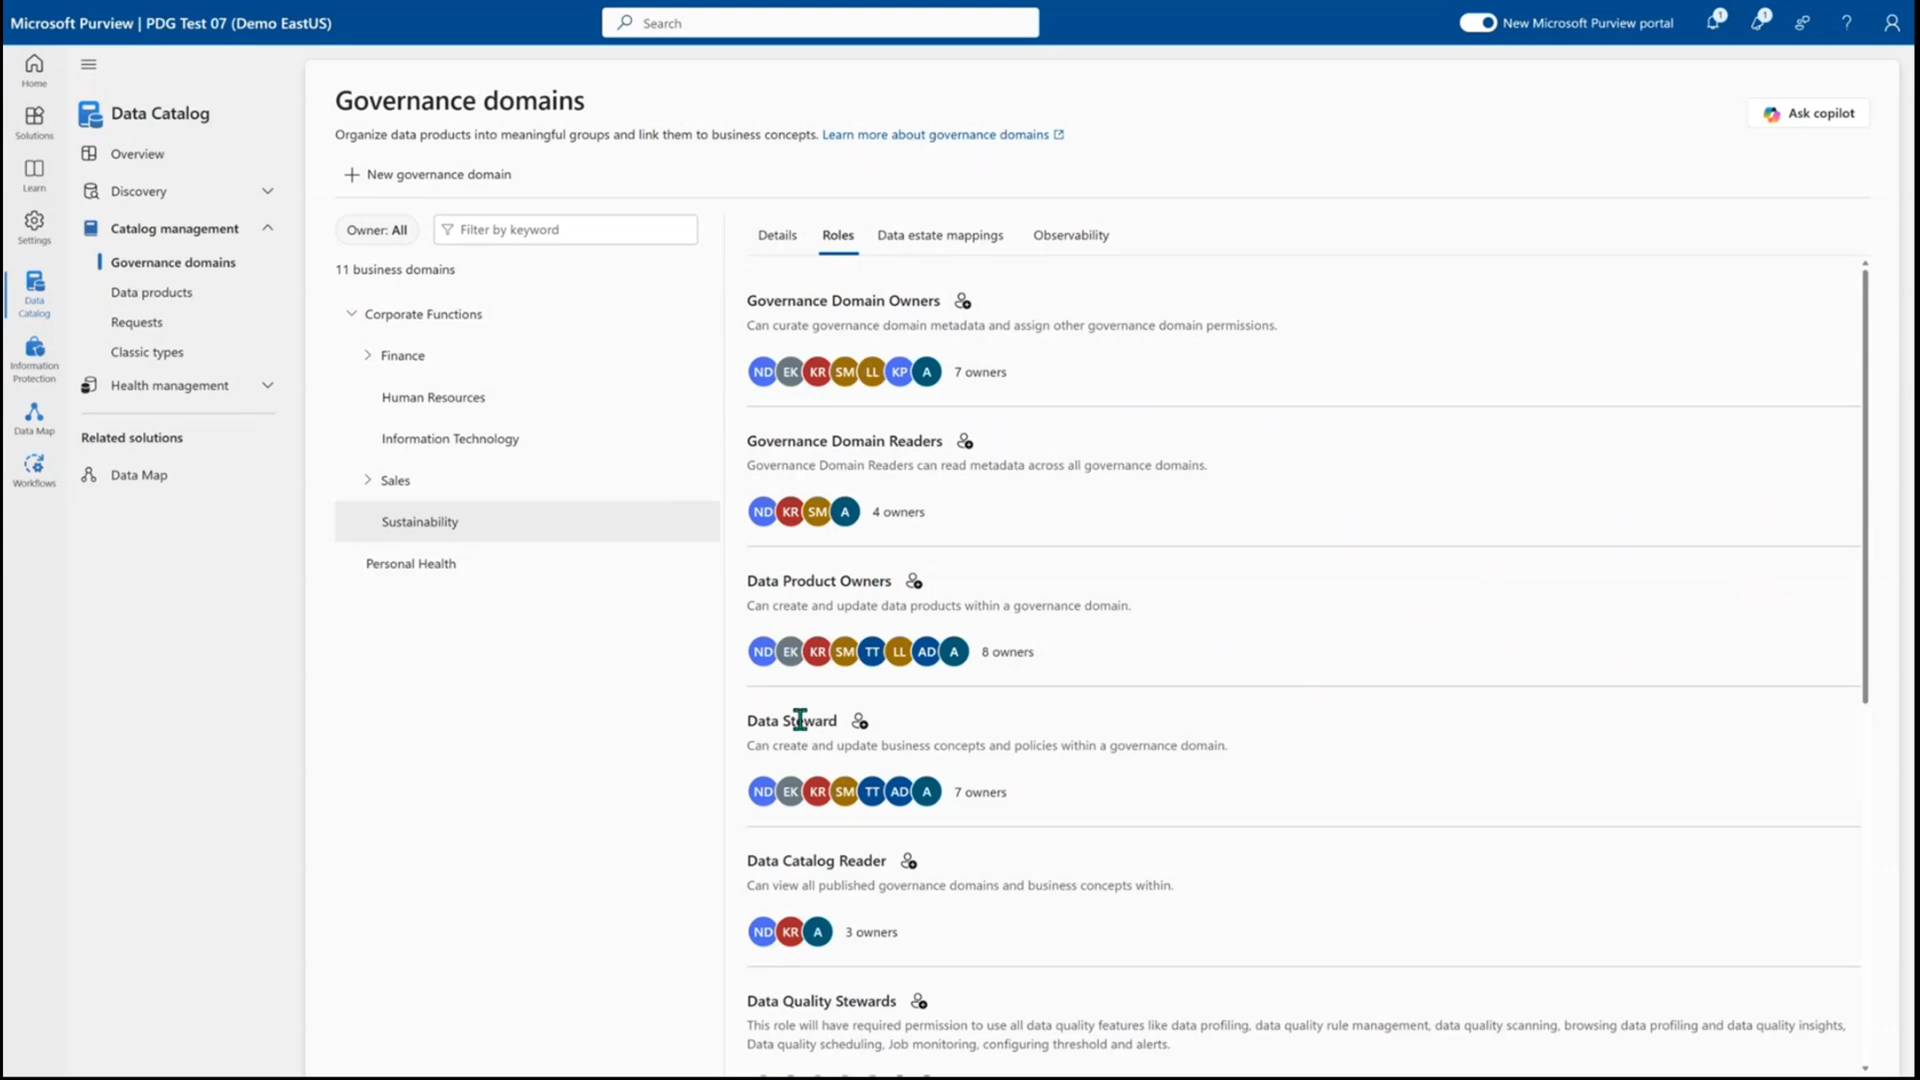 Microsoft Purview | PDG Test 07 (Demo EastUS)
Search
New Microsoft Purview portal
1
1
Home
Solutions
Learn
Settings
Data
Catalog
Information
Protection
Data Map
Workflows
Data Catalog
Overview
Discovery
Catalog management
Governance domains
Data products
Requests
Classic types
Health management
Related solutions
Data Map
Governance domains
Organize data products into meaningful groups and link them to business concepts. Learn more about governance domains
Ask copilot
New governance domain
Owner: All
Filter by keyword
11 business domains
Corporate Functions
Finance
Human Resources
Information Technology
Sales
Sustainability
Personal Health
Details Roles Data estate mappings Observability
Governance Domain Owners
Can curate governance domain metadata and assign other governance domain permissions.
ND EK KR SM LL KP A 7 owners
Governance Domain Readers
Governance Domain Readers can read metadata across all governance domains.
ND KR SM A 4 owners
Data Product Owners
Can create and update data products within a governance domain.
ND EK KR SM TT LL AD A 8 owners
Data Steward
Can create and update business concepts and policies within a governance domain.
ND EK KR SM TT AD A 7 owners
Data Catalog Reader
Can view all published governance domains and business concepts within.
ND KR A 3 owners
Data Quality Stewards
This role will have required permission to use all data quality features like data profiling, data quality rule management, data quality scanning, browsing data profiling and data quality insights,
Data quality scheduling, Job monitoring, configuring threshold and alerts.